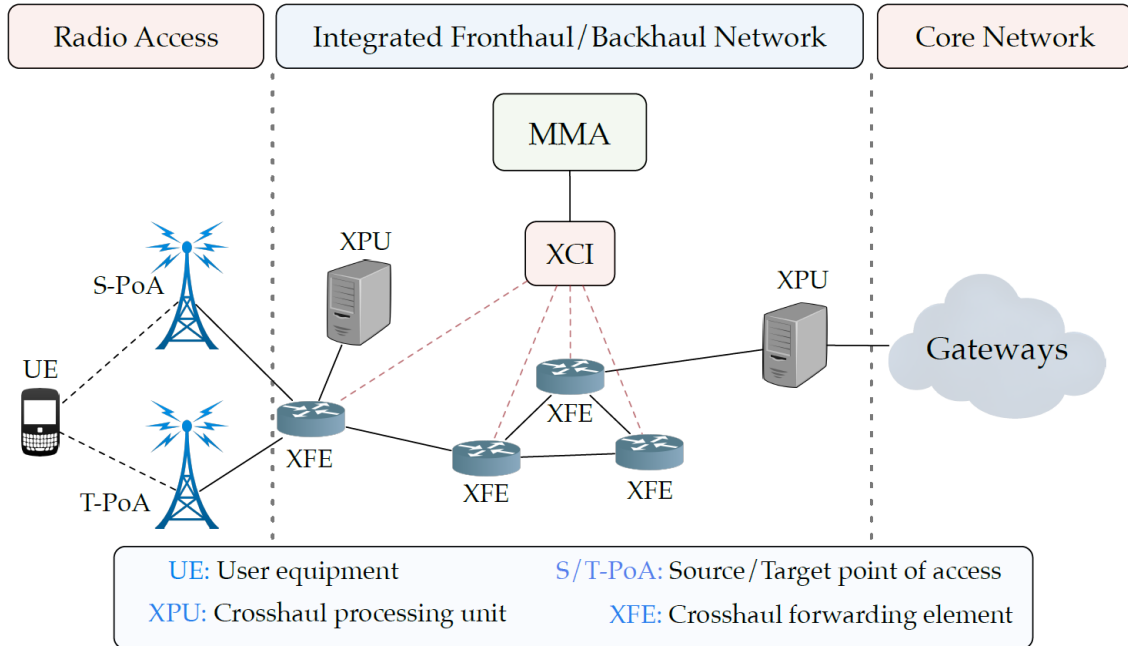 Radio Access
Integrated Fronthaul/Backhaul Network
Core Network
MMA
XCI
XPU
XPU
S-PoA
UE
T-PoA
XFE
XFE
XFE
XFE
Gateways
UE: User equipment
S/T-PoA: Source/Target point of access
XPU: Crosshaul processing unit
XFE: Crosshaul forwarding element